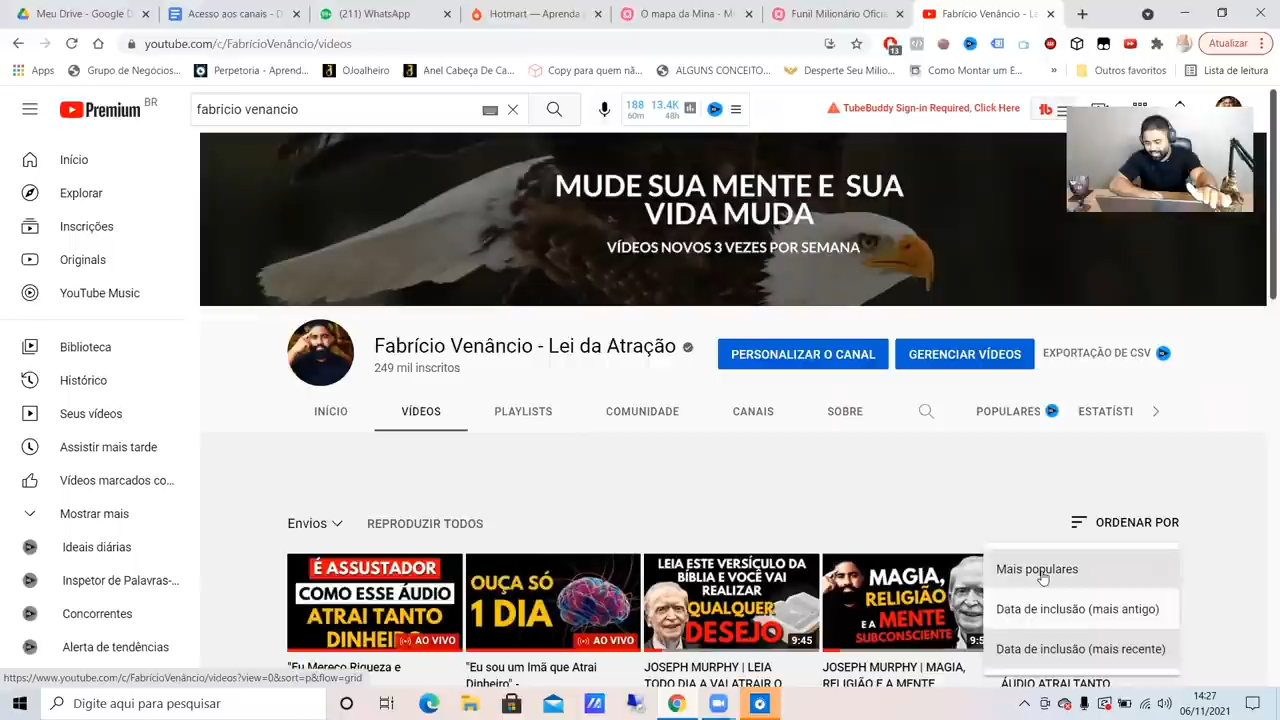 Meu Google Drive - G
Acesso aos canais - D
(211) WhatsApp
Hotmart — Aprenda
O mapa da Mina - M
Funil Milionário Ofici
Fabrício Venâncio - Le
youtube.com/c/FabrícioVenâncio/videos
13
Atualizar
Apps
Grupo de Negócios...
Perpetoria - Apren...
Oloalheiro
Anel Cabeça De Ca...
Copy para quem nã...
ALGUNS CONCEITO...
Desperte Seu Milio...
Como Montar um E...
»
Outros favoritos
Lista de leitura
Premium BR
fabricio venancio
188 13.4K
60m 48h
TubeBuddy Sign-in Required, Click Here
tb
Início
Explorar
Inscrições
Originals
YouTube Music
Biblioteca
Histórico
Seus vídeos
Assistir mais tarde
Vídeos marcados co...
Mostrar mais
Ideais diárias
Inspetor de Palavras-...
Concorrentes
Alerta de tendências
MUDE SUA MENTE E SUA
VIDA MUDA
VÍDEOS NOVOS 3 VEZES POR SEMANA
Fabrício Venâncio - Lei da Atração
249 mil inscritos
PERSONALIZAR O CANAL
GERENCIAR VÍDEOS
EXPORTAÇÃO DE CSV
INÍCIO
VÍDEOS
PLAYLISTS
COMUNIDADE
CANAIS
SOBRE
POPULARES
ESTATÍSTI
Envios
REPRODUZIR TODOS
ORDENAR POR
Mais populares
Data de inclusão (mais antigo)
Data de inclusão (mais recente)
É ASSUSTADOR
COMO ESSE ÁUDIO
ATRAI TANTO
DINHEI
AO VIVO
"Eu Mereço Riqueza e
OUÇA SÓ
1 DIA
AO VIVO
"Eu sou um Imã que Atrai
Dinheiro" -
LEIA ESTE VERSÍCULO DA
BÍBLIA E VOCÊ VAI
REALIZAR
QUALQUER
DESEJO
9:45
JOSEPH MURPHY | LEIA
TODO DIA A VALATRAIR O
MAGIA,
RELIGIÃO
E A MENTE
SUBCONSCIENTE
9:5
JOSEPH MURPHY | MAGIA,
RELIGIÃO E A MENTE
ÁUDIO ATRAI TANTO
https://www.youtube.com/c/FabrícioVenâncio/videos?view=0&sort=p&flow=grid
Digite aqui para pesquisar
14:27
06/11/2021